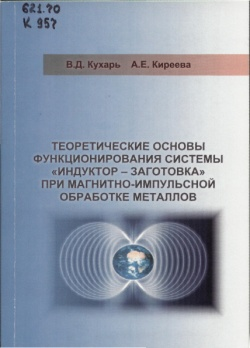 621.70
К 957
В.Д. Кухарь А.Е. Киреева
ТЕОРЕТИЧЕСКИЕ ОСНОВЫ
ФУНКЦИОНИРОВАНИЯ СИСТЕМЫ
«ИНДУКТОР – ЗАГОТОВКА»
ПРИ МАГНИТНО-ИМПУЛЬСНОЙ
ОБРАБОТКЕ МЕТАЛЛОВ